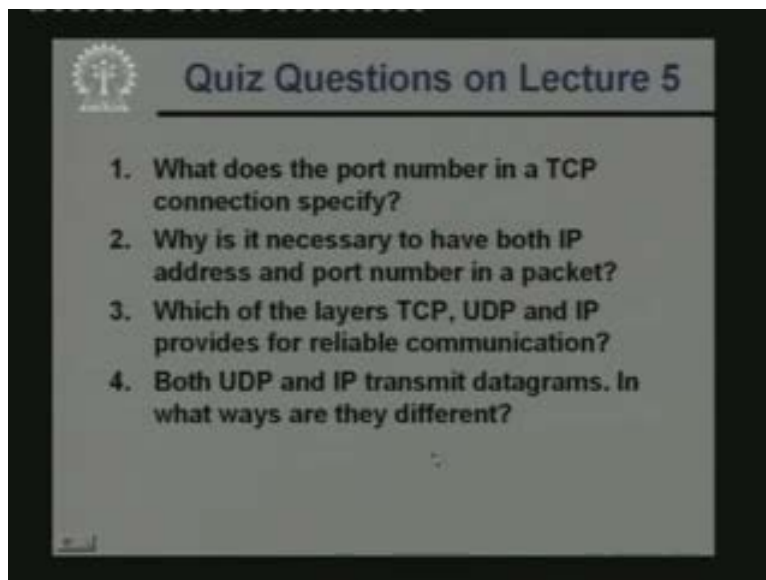 Quiz Questions on Lecture 5
1. What does the port number in a TCP
connection specify?
2. Why is it necessary to have both IP
address and port number in a packet?
3. Which of the layers TCP, UDP and IP
provides for reliable communication?
4. Both UDP and IP transmit datagrams. In
what ways are they different?